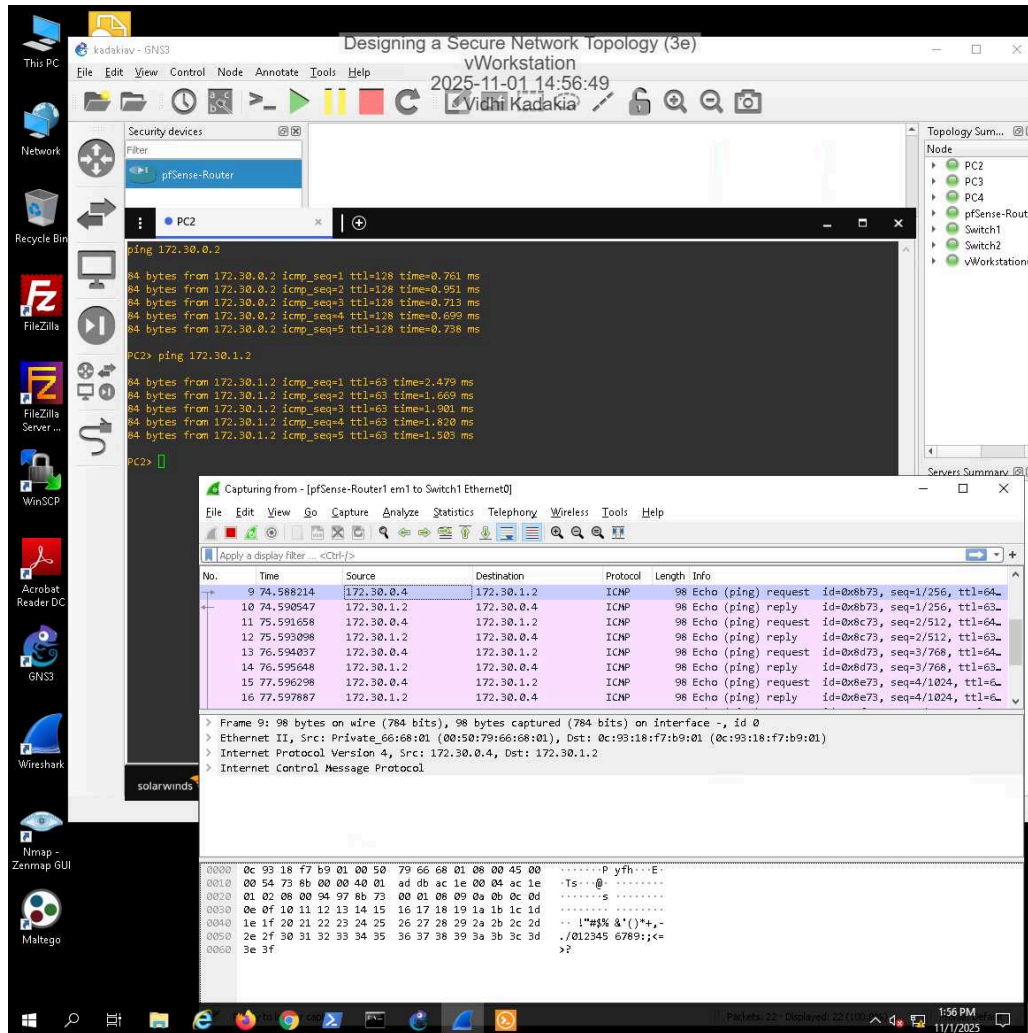 This PC
Network
Recycle Bin
FileZilla
FileZilla
Server ...
WinSCP
Acrobat
Reader DC
GNS3
Wireshark
Nmap -
Zenmap GUI
Maltego
kadakiav - GNS3
Designing a Secure Network Topology (3e)
vWorkstation
2025-11-01 14:56:49
Vidhi Kadakia
File Edit View Control Node Annotate Tools Help
Security devices
Filter
pfSense-Router
Topology Sum...
Node
PC2
PC3
PC4
pfSense-Rout
Switch1
Switch2
vWorkstation
Servers Summary
PC2
ping 172.30.0.2
84 bytes from 172.30.0.2 icmp_seq=1 ttl=128 time=0.761 ms
84 bytes from 172.30.0.2 icmp_seq=2 ttl=128 time=0.951 ms
84 bytes from 172.30.0.2 icmp_seq=3 ttl=128 time=0.713 ms
84 bytes from 172.30.0.2 icmp_seq=4 ttl=128 time=0.699 ms
84 bytes from 172.30.0.2 icmp_seq=5 ttl=128 time=0.738 ms
PC2> ping 172.30.1.2
84 bytes from 172.30.1.2 icmp_seq=1 ttl=63 time=2.479 ms
84 bytes from 172.30.1.2 icmp_seq=2 ttl=63 time=1.669 ms
84 bytes from 172.30.1.2 icmp_seq=3 ttl=63 time=1.901 ms
84 bytes from 172.30.1.2 icmp_seq=4 ttl=63 time=1.820 ms
84 bytes from 172.30.1.2 icmp_seq=5 ttl=63 time=1.503 ms
PC2>
solarwinds
Capturing from - [pfSense-Router1 em1 to Switch1 Ethernet0]
File Edit View Go Capture Analyze Statistics Telephony Wireless Tools Help
Apply a display filter ... <Ctrl-/>
No. Time Source Destination Protocol Length Info
9 74.588214 172.30.0.4 172.30.1.2 ICMP 98 Echo (ping) request id=0x8b73, seq=1/256, ttl=64…
10 74.590547 172.30.1.2 172.30.0.4 ICMP 98 Echo (ping) reply id=0x8b73, seq=1/256, ttl=63…
11 75.591658 172.30.0.4 172.30.1.2 ICMP 98 Echo (ping) request id=0x8c73, seq=2/512, ttl=64…
12 75.593098 172.30.1.2 172.30.0.4 ICMP 98 Echo (ping) reply id=0x8c73, seq=2/512, ttl=63…
13 76.594037 172.30.0.4 172.30.1.2 ICMP 98 Echo (ping) request id=0x8d73, seq=3/768, ttl=64…
14 76.595648 172.30.1.2 172.30.0.4 ICMP 98 Echo (ping) reply id=0x8d73, seq=3/768, ttl=63…
15 77.596298 172.30.0.4 172.30.1.2 ICMP 98 Echo (ping) request id=0x8e73, seq=4/1024, ttl=6…
16 77.597887 172.30.1.2 172.30.0.4 ICMP 98 Echo (ping) reply id=0x8e73, seq=4/1024, ttl=6…
> Frame 9: 98 bytes on wire (784 bits), 98 bytes captured (784 bits) on interface -, id 0
> Ethernet II, Src: Private_66:68:01 (00:50:79:66:68:01), Dst: 0c:93:18:f7:b9:01 (0c:93:18:f7:b9:01)
> Internet Protocol Version 4, Src: 172.30.0.4, Dst: 172.30.1.2
> Internet Control Message Protocol
0000 0c 93 18 f7 b9 01 00 50 79 66 68 01 08 00 45 00 ·······P yfh···E·
0010 00 54 73 8b 00 00 40 01 ad db ac 1e 00 04 ac 1e ·Ts···@· ········
0020 01 02 08 00 94 97 8b 73 00 01 08 09 0a 0b 0c 0d ·······s ········
0030 0e 0f 10 11 12 13 14 15 16 17 18 19 1a 1b 1c 1d ········ ········
0040 1e 1f 20 21 22 23 24 25 26 27 28 29 2a 2b 2c 2d ·· !"#$% &'()*+,-
0050 2e 2f 30 31 32 33 34 35 36 37 38 39 3a 3b 3c 3d ./012345 6789:;<=
0060 3e 3f >?
Packets: 22 · Displayed: 22 (100
1:56 PM
11/1/2025